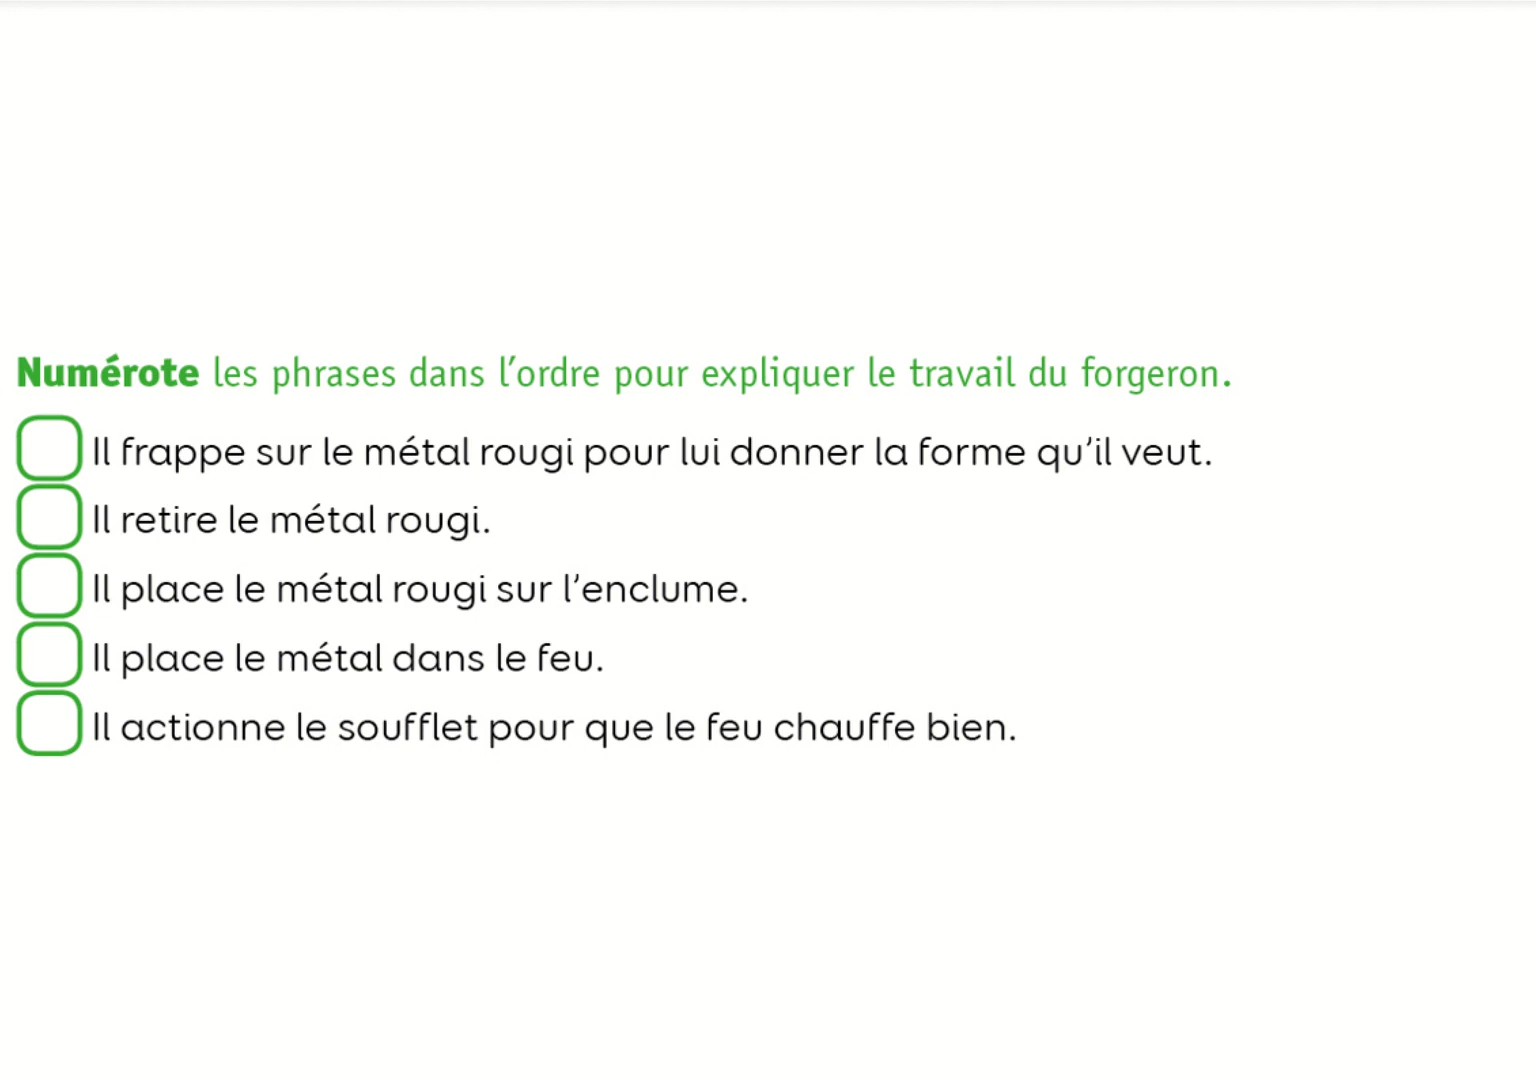 Numérote les phrases dans l'ordre pour expliquer le travail du forgeron.
Il frappe sur le métal rougi pour lui donner la forme qu'il veut.
Il retire le métal rougi.
Il place le métal rougi sur l'enclume.
Il place le métal dans le feu.
Il actionne le soufflet pour que le feu chauffe bien.